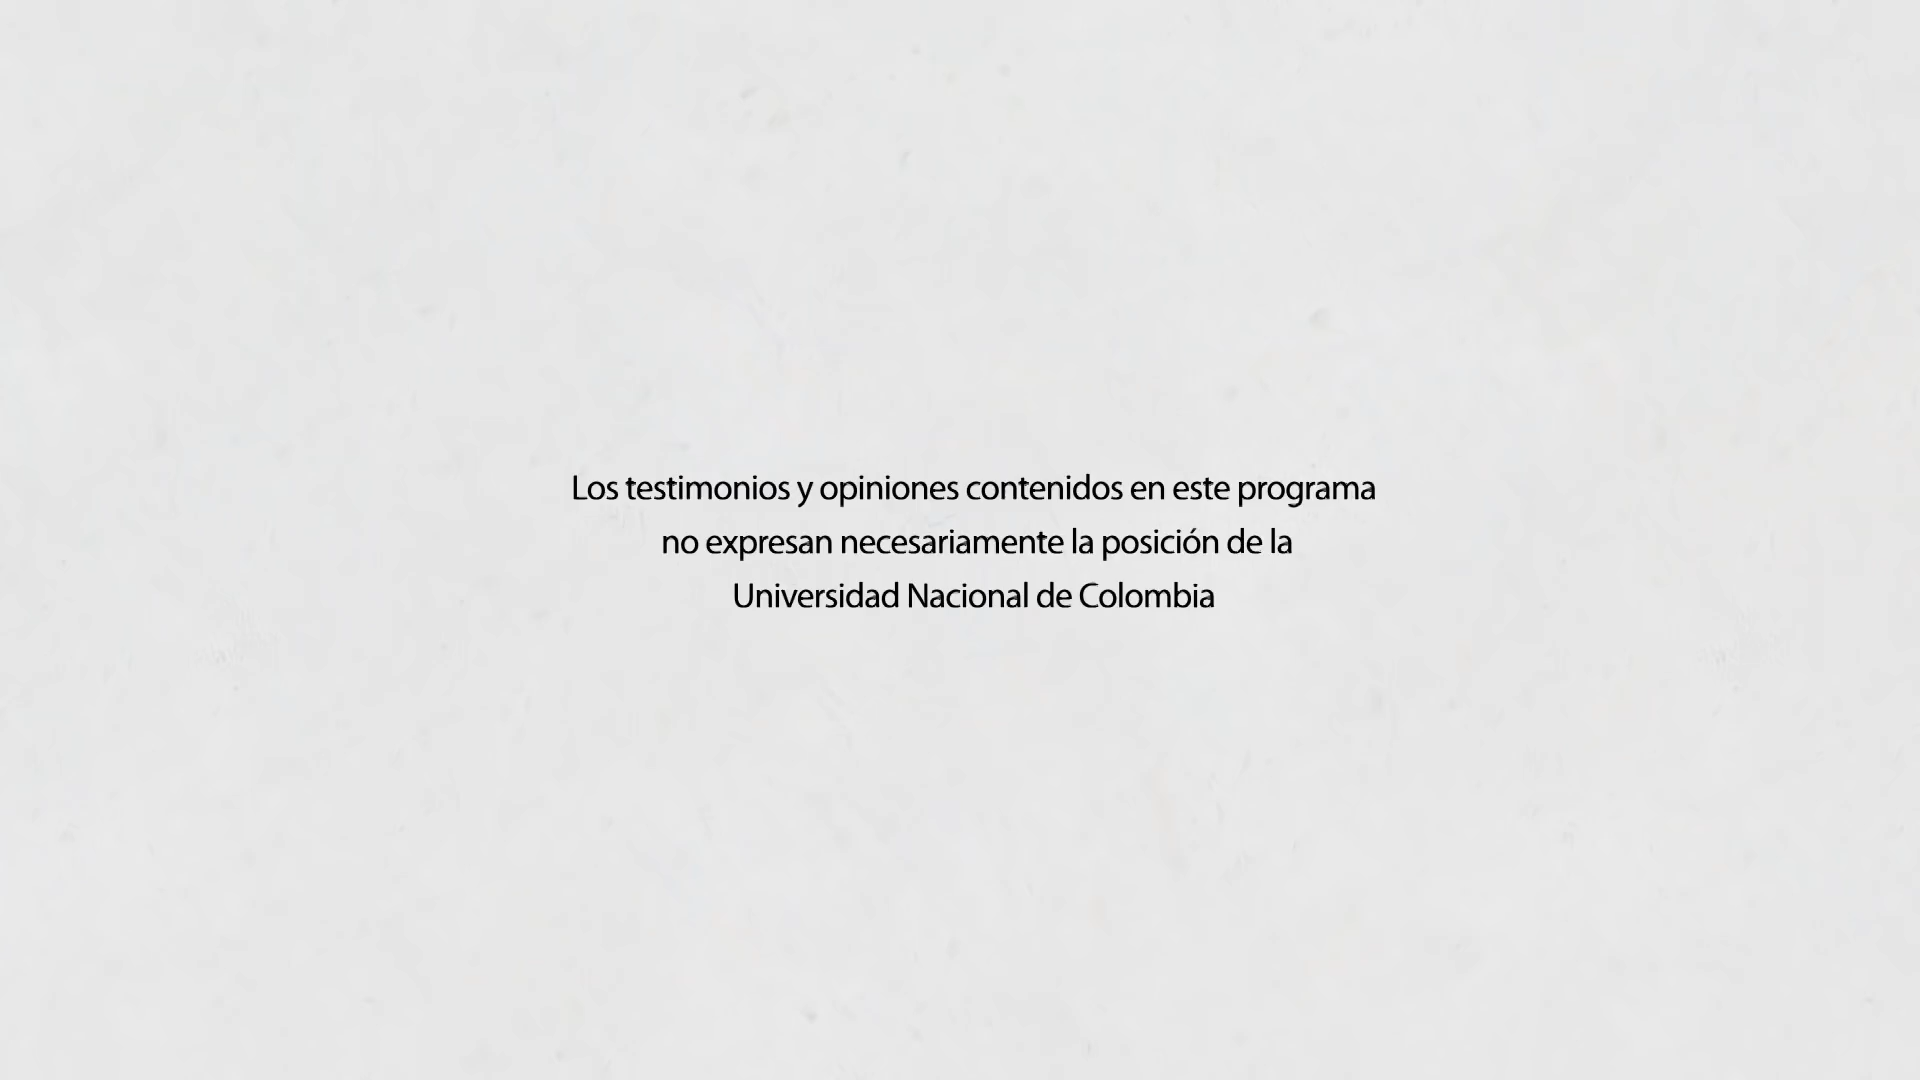 Los testimonios y opiniones contenidos en este programa
no expresan necesariamente la posición de la
Universidad Nacional de Colombia